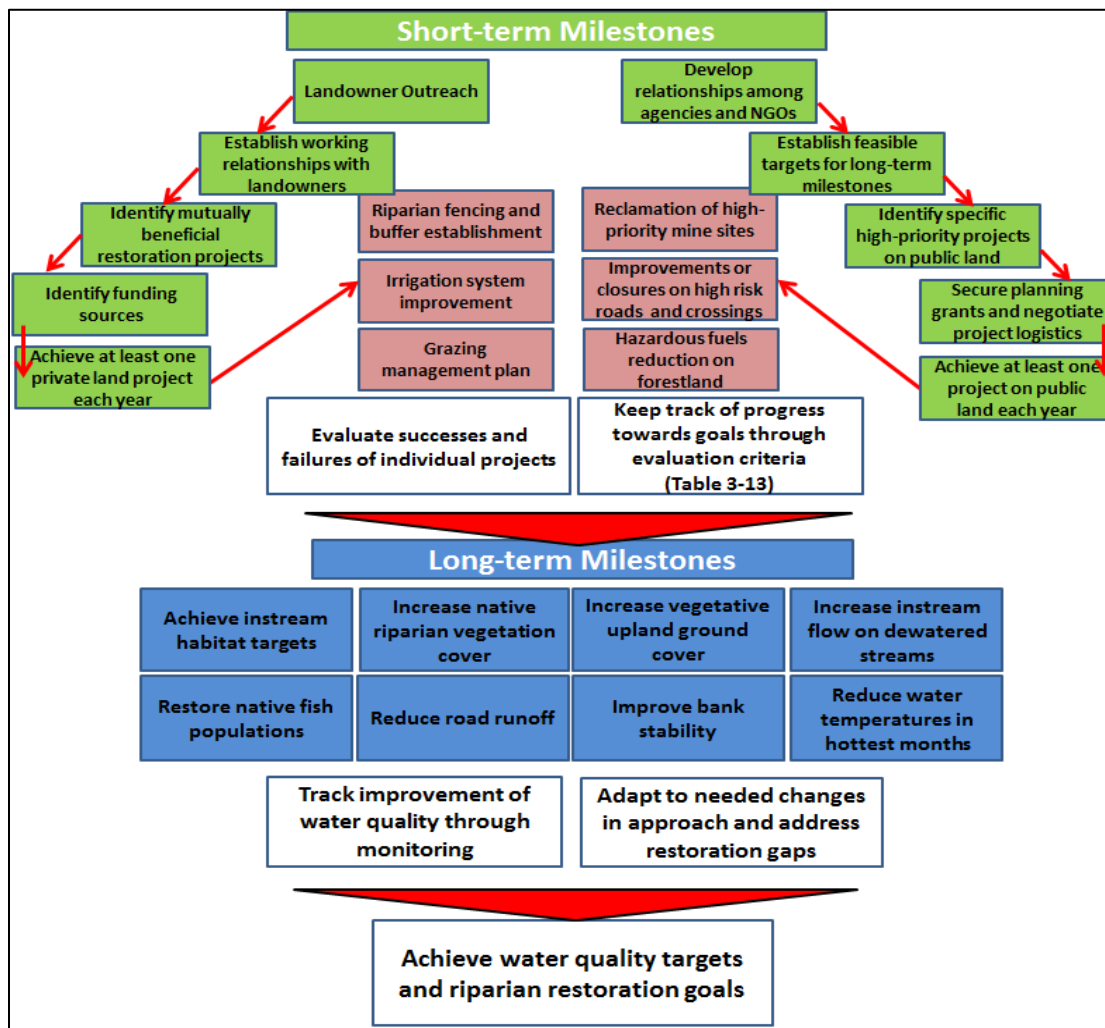 Short-term Milestones
Landowner Outreach
Develop
relationships among
agencies and NGOs
Establish working
relationships with
landowners
Establish feasible
targets for long-term
milestones
Identify mutually
beneficial
restoration projects
Riparian fencing and
buffer establishment
Reclamation of high-
priority mine sites
Identify specific
high-priority projects
on public land
Identify funding
sources
Irrigation system
improvement
Improvements or
closures on high risk
roads and crossings
Secure planning
grants and negotiate
project logistics
Achieve at least one
private land project
each year
Grazing
management plan
Hazardous fuels
reduction on
forestland
Achieve at least one
project on public
land each year
Evaluate successes and
failures of individual projects
Keep track of progress
towards goals through
evaluation criteria
(Table 3-13)
Long-term Milestones
Achieve instream
habitat targets
Increase native
riparian vegetation
cover
Increase vegetative
upland ground
cover
Increase instream
flow on dewatered
streams
Restore native fish
populations
Reduce road runoff
Improve bank
stability
Reduce water
temperatures in
hottest months
Track improvement of
water quality through
monitoring
Adapt to needed changes
in approach and address
restoration gaps
Achieve water quality targets
and riparian restoration goals